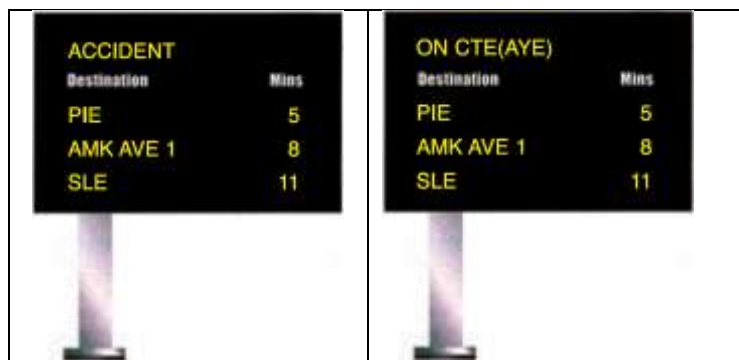 ACCIDENT
Destination Mins
PIE 5
AMK AVE 1 8
SLE 11
ON CTE(AYE)
Destination Mins
PIE 5
AMK AVE 1 8
SLE 11